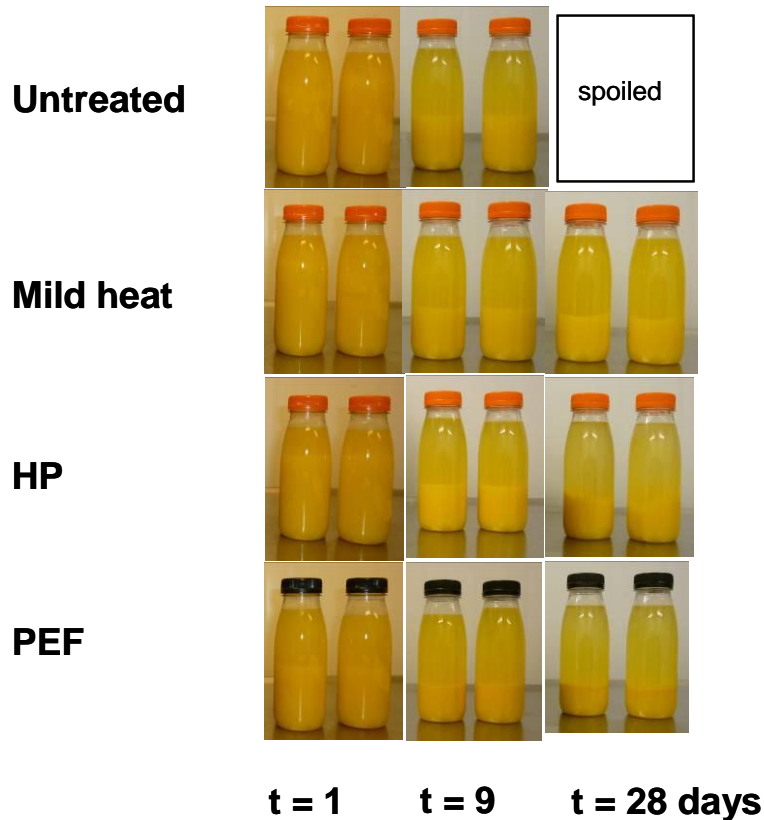 Untreated
spoiled
Mild heat
HP
PEF
t = 1 t = 9 t = 28 days